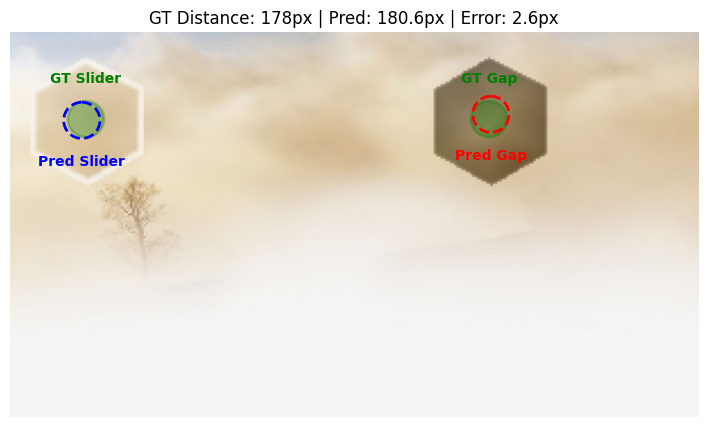 GT Distance: 178px | Pred: 180.6px | Error: 2.6px
GT Slider
GT Gap
Pred Slider
Pred Gap